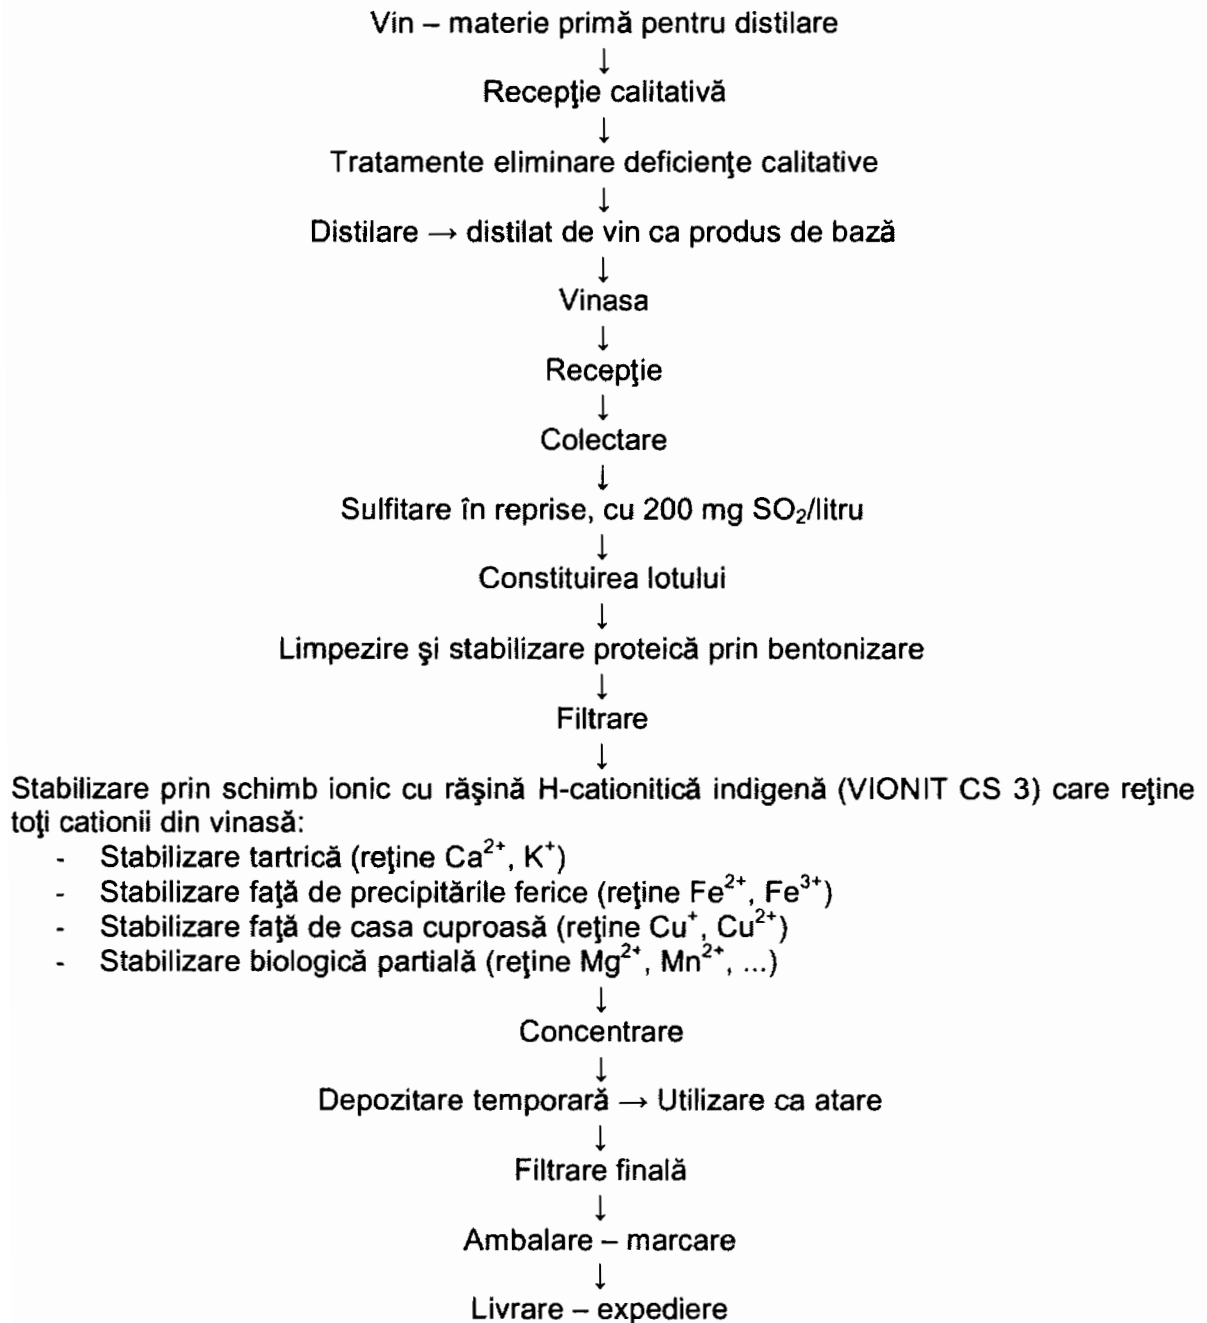 Vin – materie primă pentru distilare
↓
Recepţie calitativă
↓
Tratamente eliminare deficienţe calitative
↓
Distilare → distilat de vin ca produs de bază
↓
Vinasa
↓
Recepţie
↓
Colectare
↓
Sulfitare în reprise, cu 200 mg SO₂/litru
↓
Constituirea lotului
↓
Limpezire şi stabilizare proteică prin bentonizare
↓
Filtrare
↓
Stabilizare prin schimb ionic cu răşină H-cationitică indigenă (VIONIT CS 3) care reţine
toţi cationii din vinasă:
- Stabilizare tartrică (reţine Ca²⁺, K⁺)
- Stabilizare faţă de precipitările ferice (reţine Fe²⁺, Fe³⁺)
- Stabilizare faţă de casa cuproasă (reţine Cu⁺, Cu²⁺)
- Stabilizare biologică partială (reţine Mg²⁺, Mn²⁺, ...)
↓
Concentrare
↓
Depozitare temporară → Utilizare ca atare
↓
Filtrare finală
↓
Ambalare – marcare
↓
Livrare – expediere